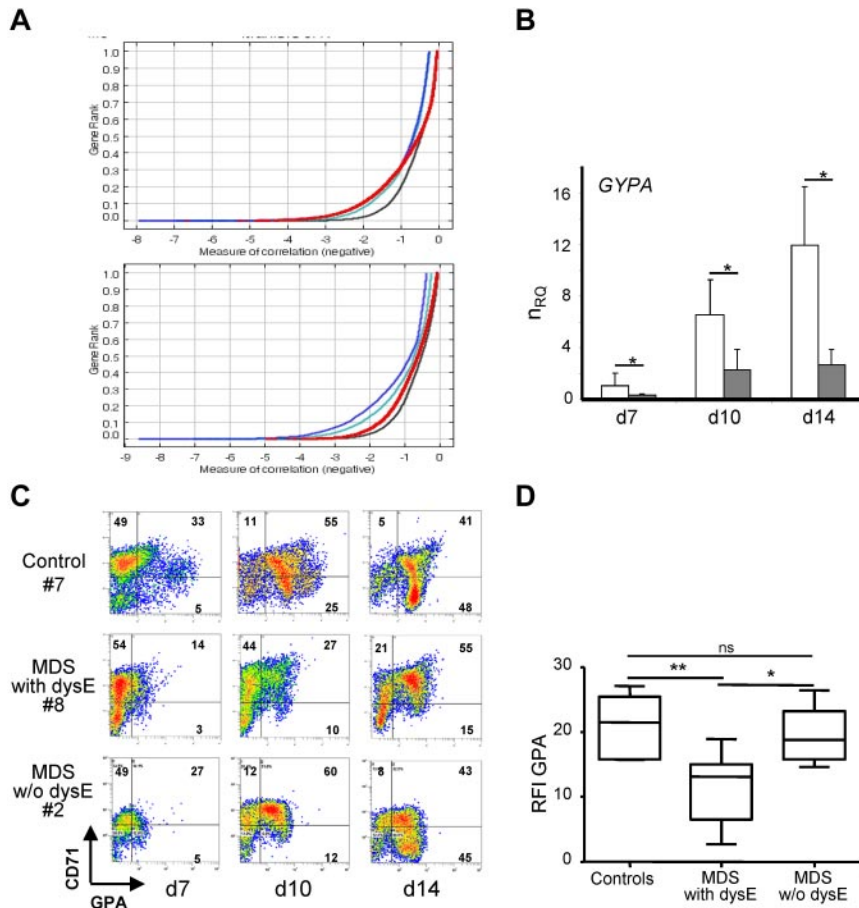 A
1.0
0.9
0.8
0.7
0.6
0.5
0.4
0.3
0.2
0.1
0.0
Gene Rank
-8 -7 -6 -5 -4 -3 -2 -1 0
Measure of correlation (negative)
1.0
0.9
0.8
0.7
0.6
0.5
0.4
0.3
0.2
0.1
0.0
Gene Rank
-9 -8 -7 -6 -5 -4 -3 -2 -1 0
Measure of correlation (negative)
B
GYPA
16
12
8
4
0
nRQ
* * *
d7 d10 d14
C
Control
#7
49 33
5
11 55
25
5 41
48
MDS
with dysE
#8
54 14
3
44 27
10
21 55
15
MDS
w/o dysE
#2
49 27
5
12 60
12
8 43
45
CD71
GPA
d7 d10 d14
D
ns
** *
30
20
10
0
RFI GPA
Controls MDS with dysE MDS w/o dysE